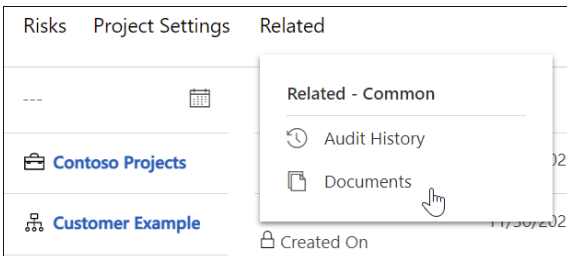 Risks Project Settings Related
---
Related - Common
Audit History
Documents
Contoso Projects
Customer Example
Created On